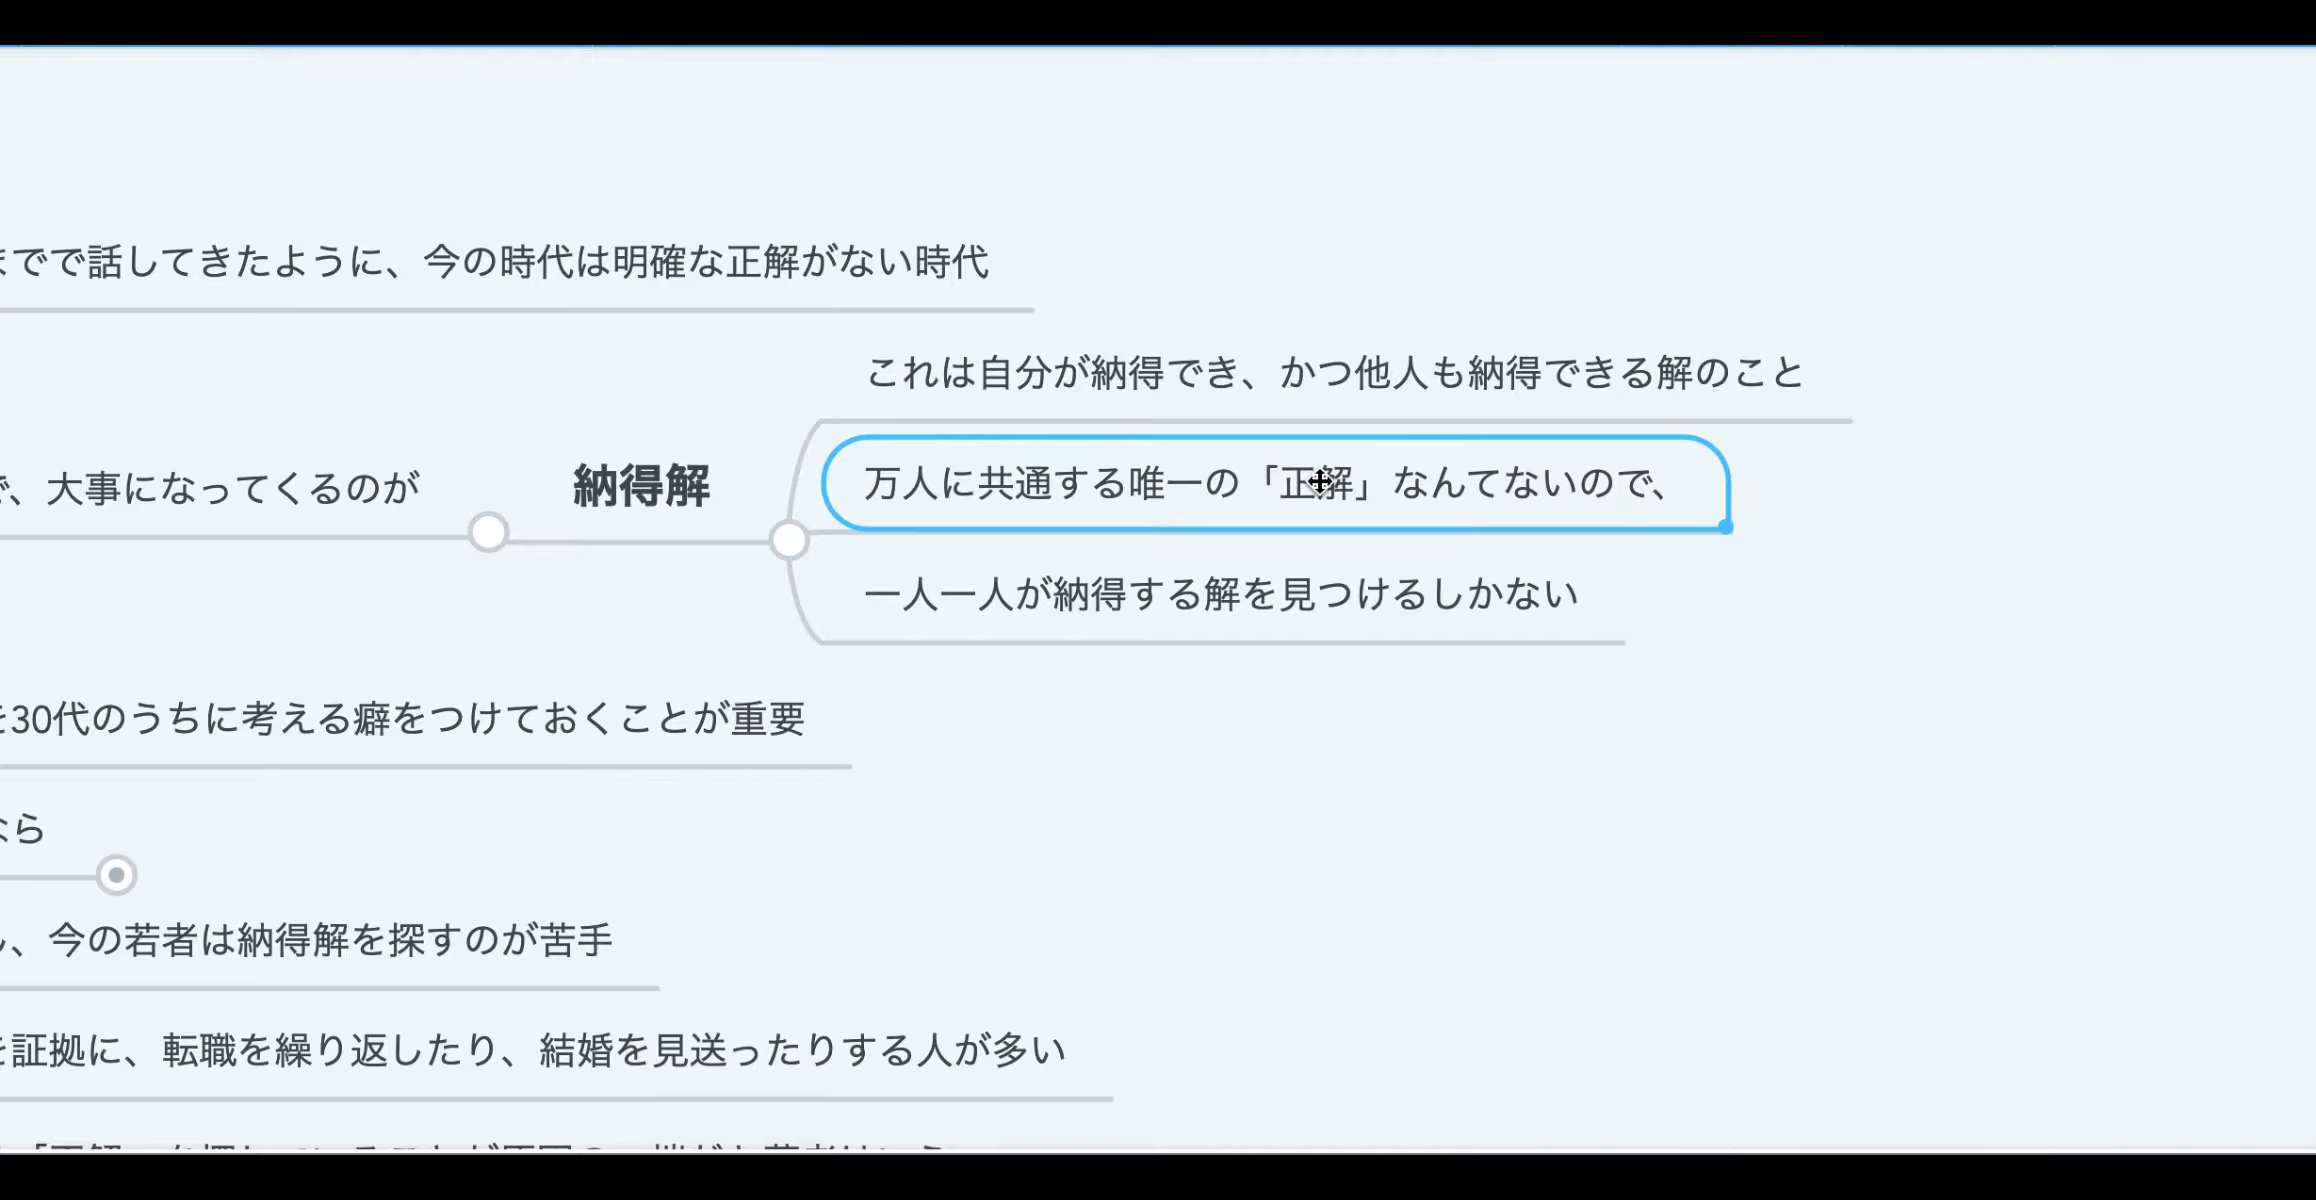 までで話してきたように、今の時代は明確な正解がない時代
これは自分が納得でき、かつ他人も納得できる解のこと
で、大事になってくるのが
納得解
万人に共通する唯一の「正解」なんてないので、
一人一人が納得する解を見つけるしかない
を30代のうちに考える癖をつけておくことが重要
なら
、今の若者は納得解を探すのが苦手
を証拠に、転職を繰り返したり、結婚を見送ったりする人が多い